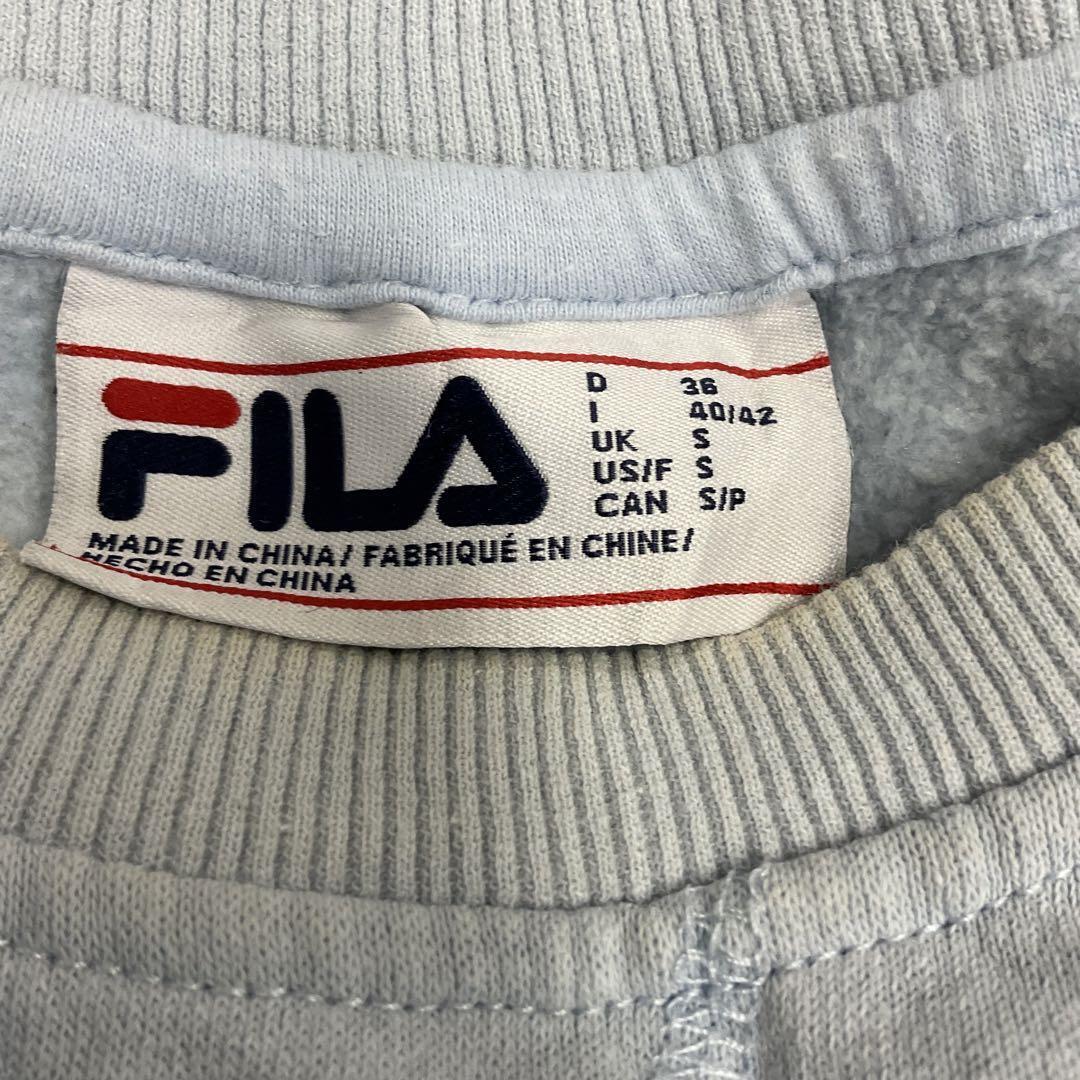 FILA
D 36
I 40/42
UK S
US/F S
CAN S/P
MADE IN CHINA/ FABRIQUÉ EN CHINE/
HECHO EN CHINA